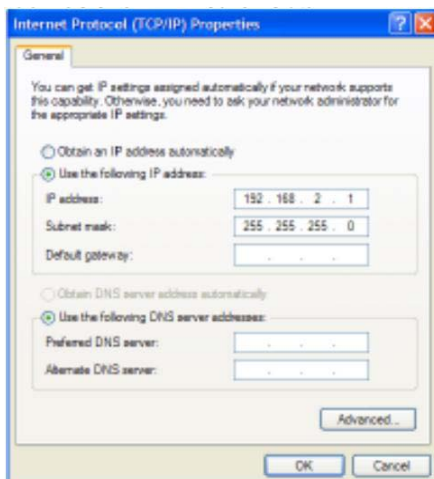 Internet Protocol (TCP/IP) Properties
General
You can get IP settings assigned automatically if your network supports
this capability. Otherwise, you need to ask your network administrator for
the appropriate IP settings.
Obtain an IP address automatically
Use the following IP address:
IP address: 192 . 168 . 2 . 1
Subnet mask: 255 . 255 . 255 . 0
Default gateway: . . .
Obtain DNS server address automatically
Use the following DNS server addresses:
Preferred DNS server: . . .
Alternate DNS server: . . .
Advanced...
OK Cancel